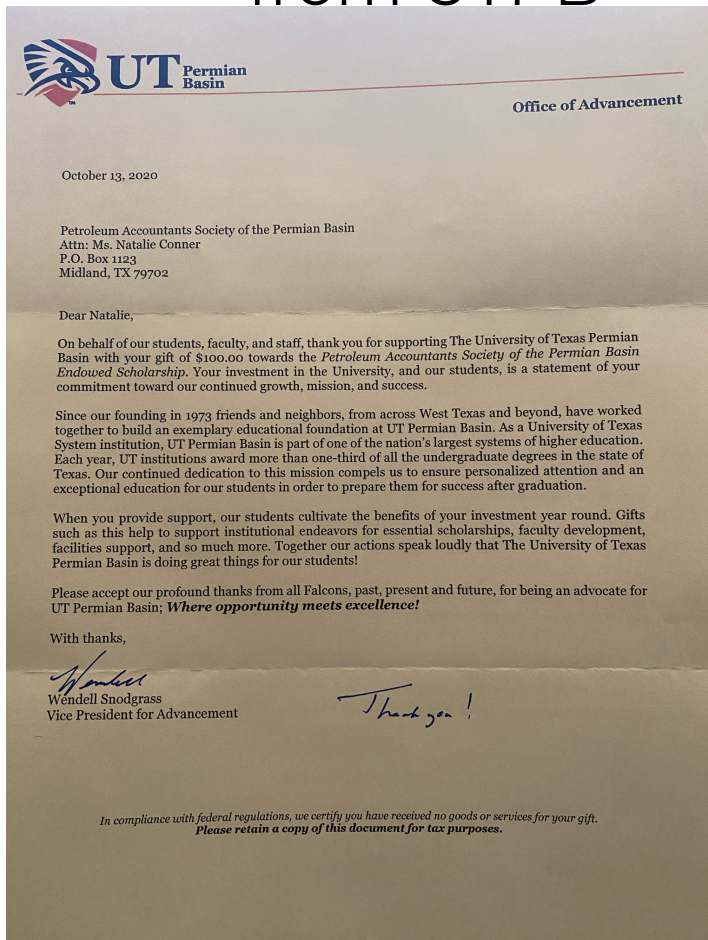 UT Permian
Basin
Office of Advancement
October 13, 2020
Petroleum Accountants Society of the Permian Basin
Attn: Ms. Natalie Conner
P.O. Box 1123
Midland, TX 79702
Dear Natalie,
On behalf of our students, faculty, and staff, thank you for supporting The University of Texas Permian
Basin with your gift of $100.00 towards the Petroleum Accountants Society of the Permian Basin
Endowed Scholarship. Your investment in the University, and our students, is a statement of your
commitment toward our continued growth, mission, and success.
Since our founding in 1973 friends and neighbors, from across West Texas and beyond, have worked
together to build an exemplary educational foundation at UT Permian Basin. As a University of Texas
System institution, UT Permian Basin is part of one of the nation's largest systems of higher education.
Each year, UT institutions award more than one-third of all the undergraduate degrees in the state of
Texas. Our continued dedication to this mission compels us to ensure personalized attention and an
exceptional education for our students in order to prepare them for success after graduation.
When you provide support, our students cultivate the benefits of your investment year round. Gifts
such as this help to support institutional endeavors for essential scholarships, faculty development,
facilities support, and so much more. Together our actions speak loudly that The University of Texas
Permian Basin is doing great things for our students!
Please accept our profound thanks from all Falcons, past, present and future, for being an advocate for
UT Permian Basin; Where opportunity meets excellence!
With thanks,
Wendell
Wendell Snodgrass
Vice President for Advancement
Thank you!
In compliance with federal regulations, we certify you have received no goods or services for your gift.
Please retain a copy of this document for tax purposes.